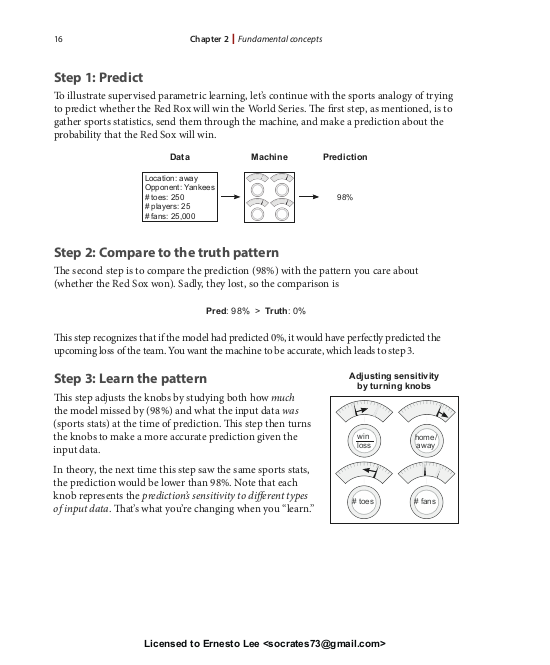 16
Chapter 2 | Fundamental concepts
Step 1: Predict
To illustrate supervised parametric learning, let's continue with the sports analogy of trying
to predict whether the Red Rox will win the World Series. The first step, as mentioned, is to
gather sports statistics, send them through the machine, and make a prediction about the
probability that the Red Sox will win.
Data
Machine
Prediction
Location: away
Opponent: Yankees
# toes: 250
# players: 25
# fans: 25,000
98%
Step 2: Compare to the truth pattern
The second step is to compare the prediction (98%) with the pattern you care about
(whether the Red Sox won). Sadly, they lost, so the comparison is
Pred: 98% > Truth: 0%
This step recognizes that if the model had predicted 0%, it would have perfectly predicted the
upcoming loss of the team. You want the machine to be accurate, which leads to step 3.
Step 3: Learn the pattern
This step adjusts the knobs by studying both how much
the model missed by (98%) and what the input data was
(sports stats) at the time of prediction. This step then turns
the knobs to make a more accurate prediction given the
input data.
In theory, the next time this step saw the same sports stats,
the prediction would be lower than 98%. Note that each
knob represents the prediction's sensitivity to different types
of input data. That's what you're changing when you "learn."
Adjusting sensitivity
by turning knobs
win
loss
home/
away
# toes
# fans
Licensed to Ernesto Lee <socrates73@gmail.com>